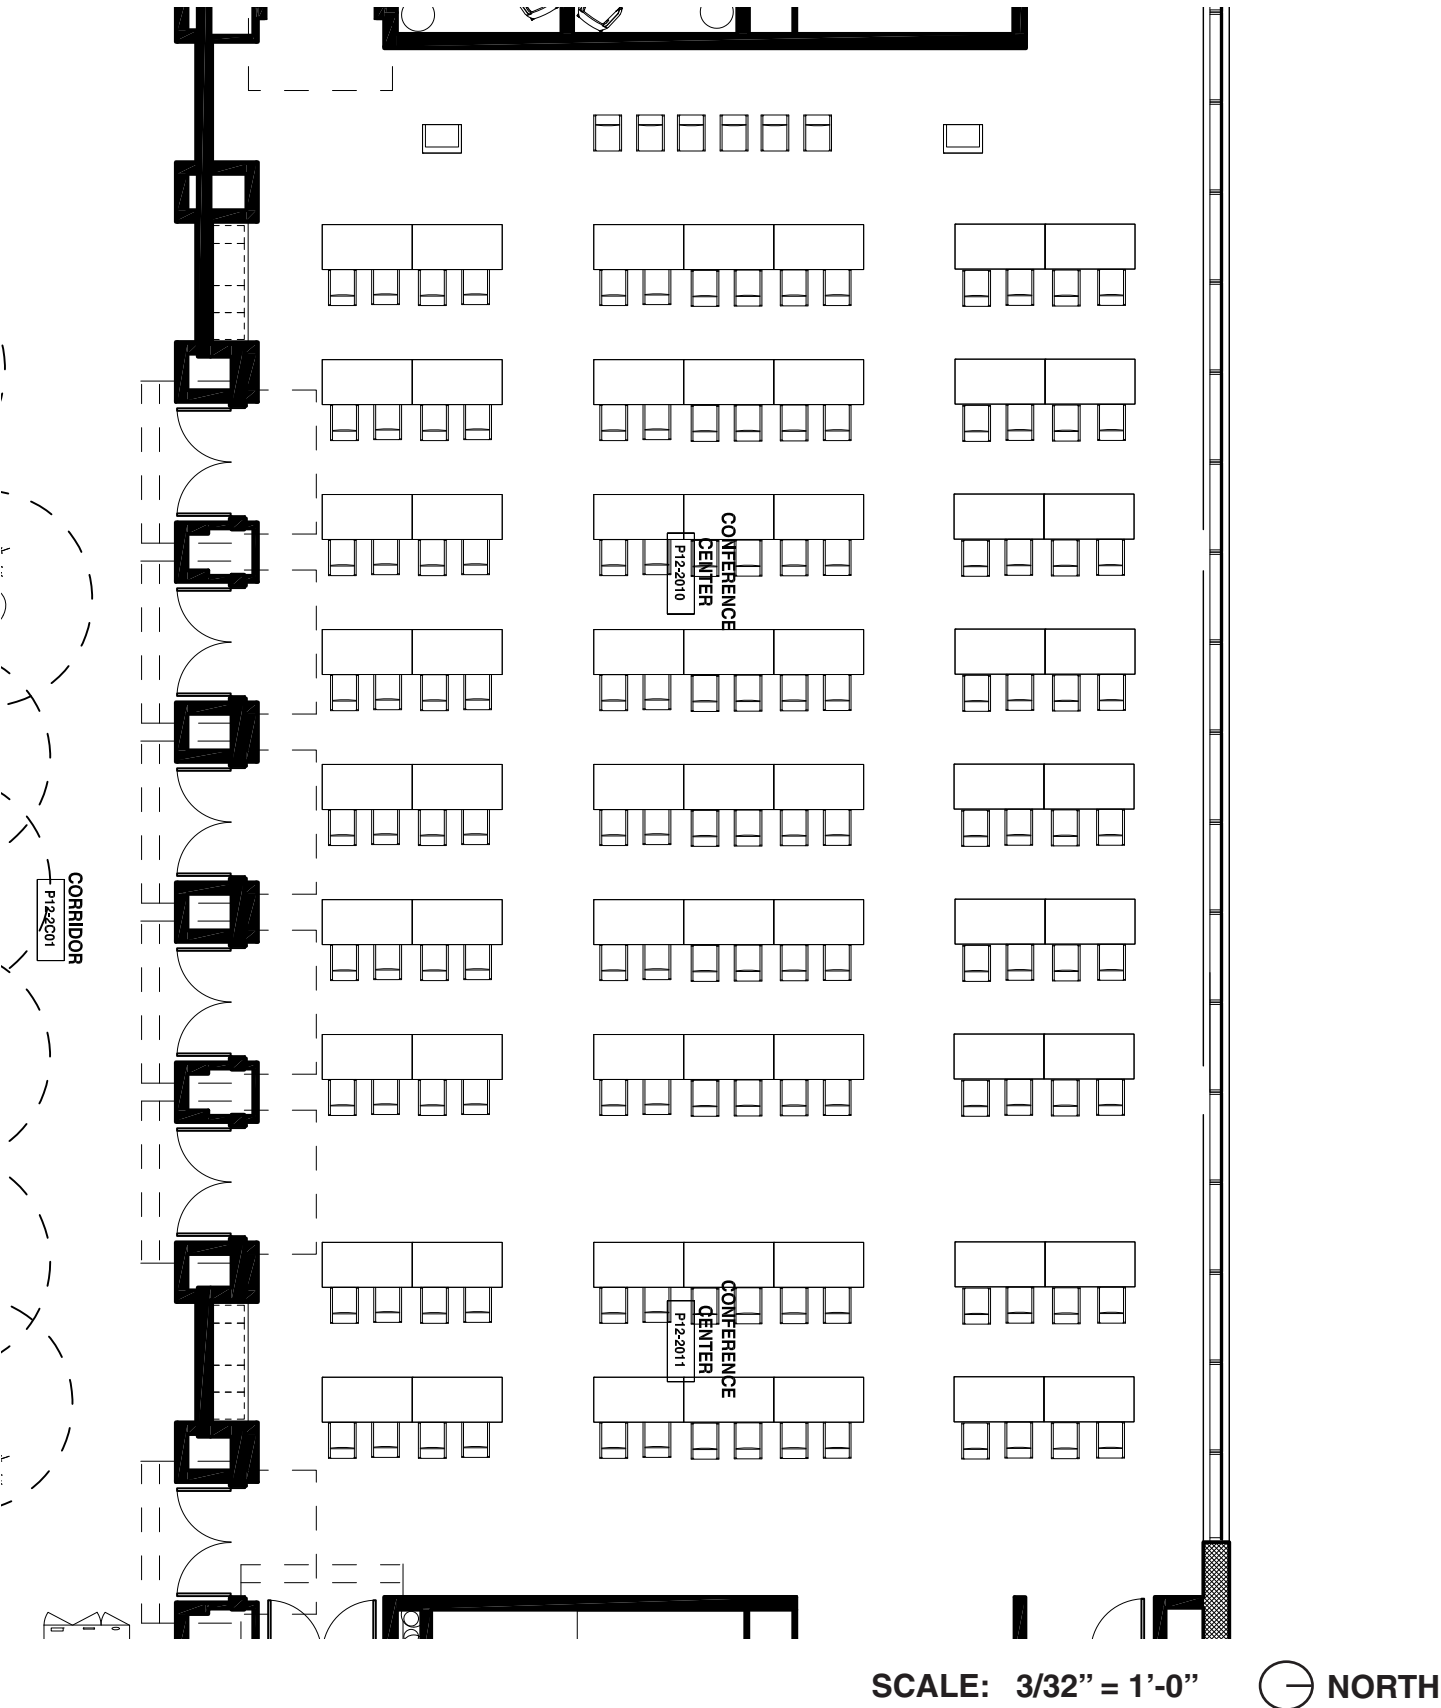 CONFERENCE
CENTER
P12-2010
CORRIDOR
P12-2C01
CONFERENCE
CENTER
P12-2011
SCALE: 3/32” = 1’-0”
NORTH